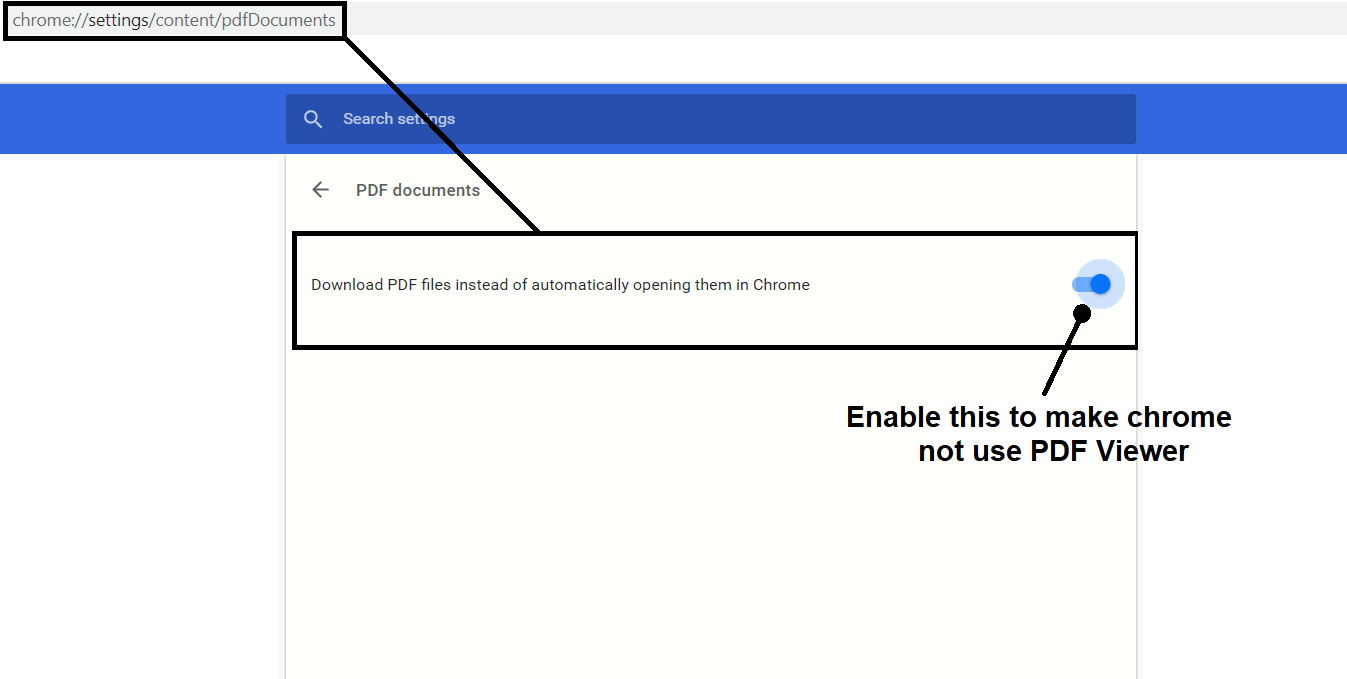 chrome://settings/content/pdfDocuments
Search settings
PDF documents
Download PDF files instead of automatically opening them in Chrome
Enable this to make chrome
not use PDF Viewer